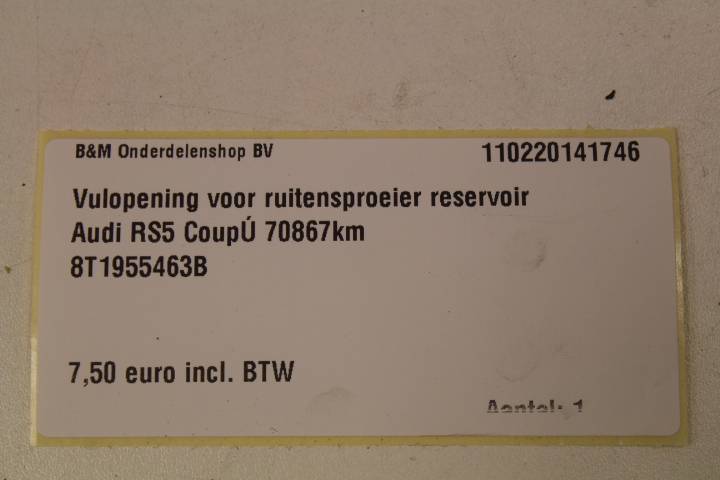 B&M Onderdelenshop BV 110220141746
Vulopening voor ruitensproeier reservoir
Audi RS5 CoupÚ 70867km
8T1955463B
7,50 euro incl. BTW
Aantal: 1